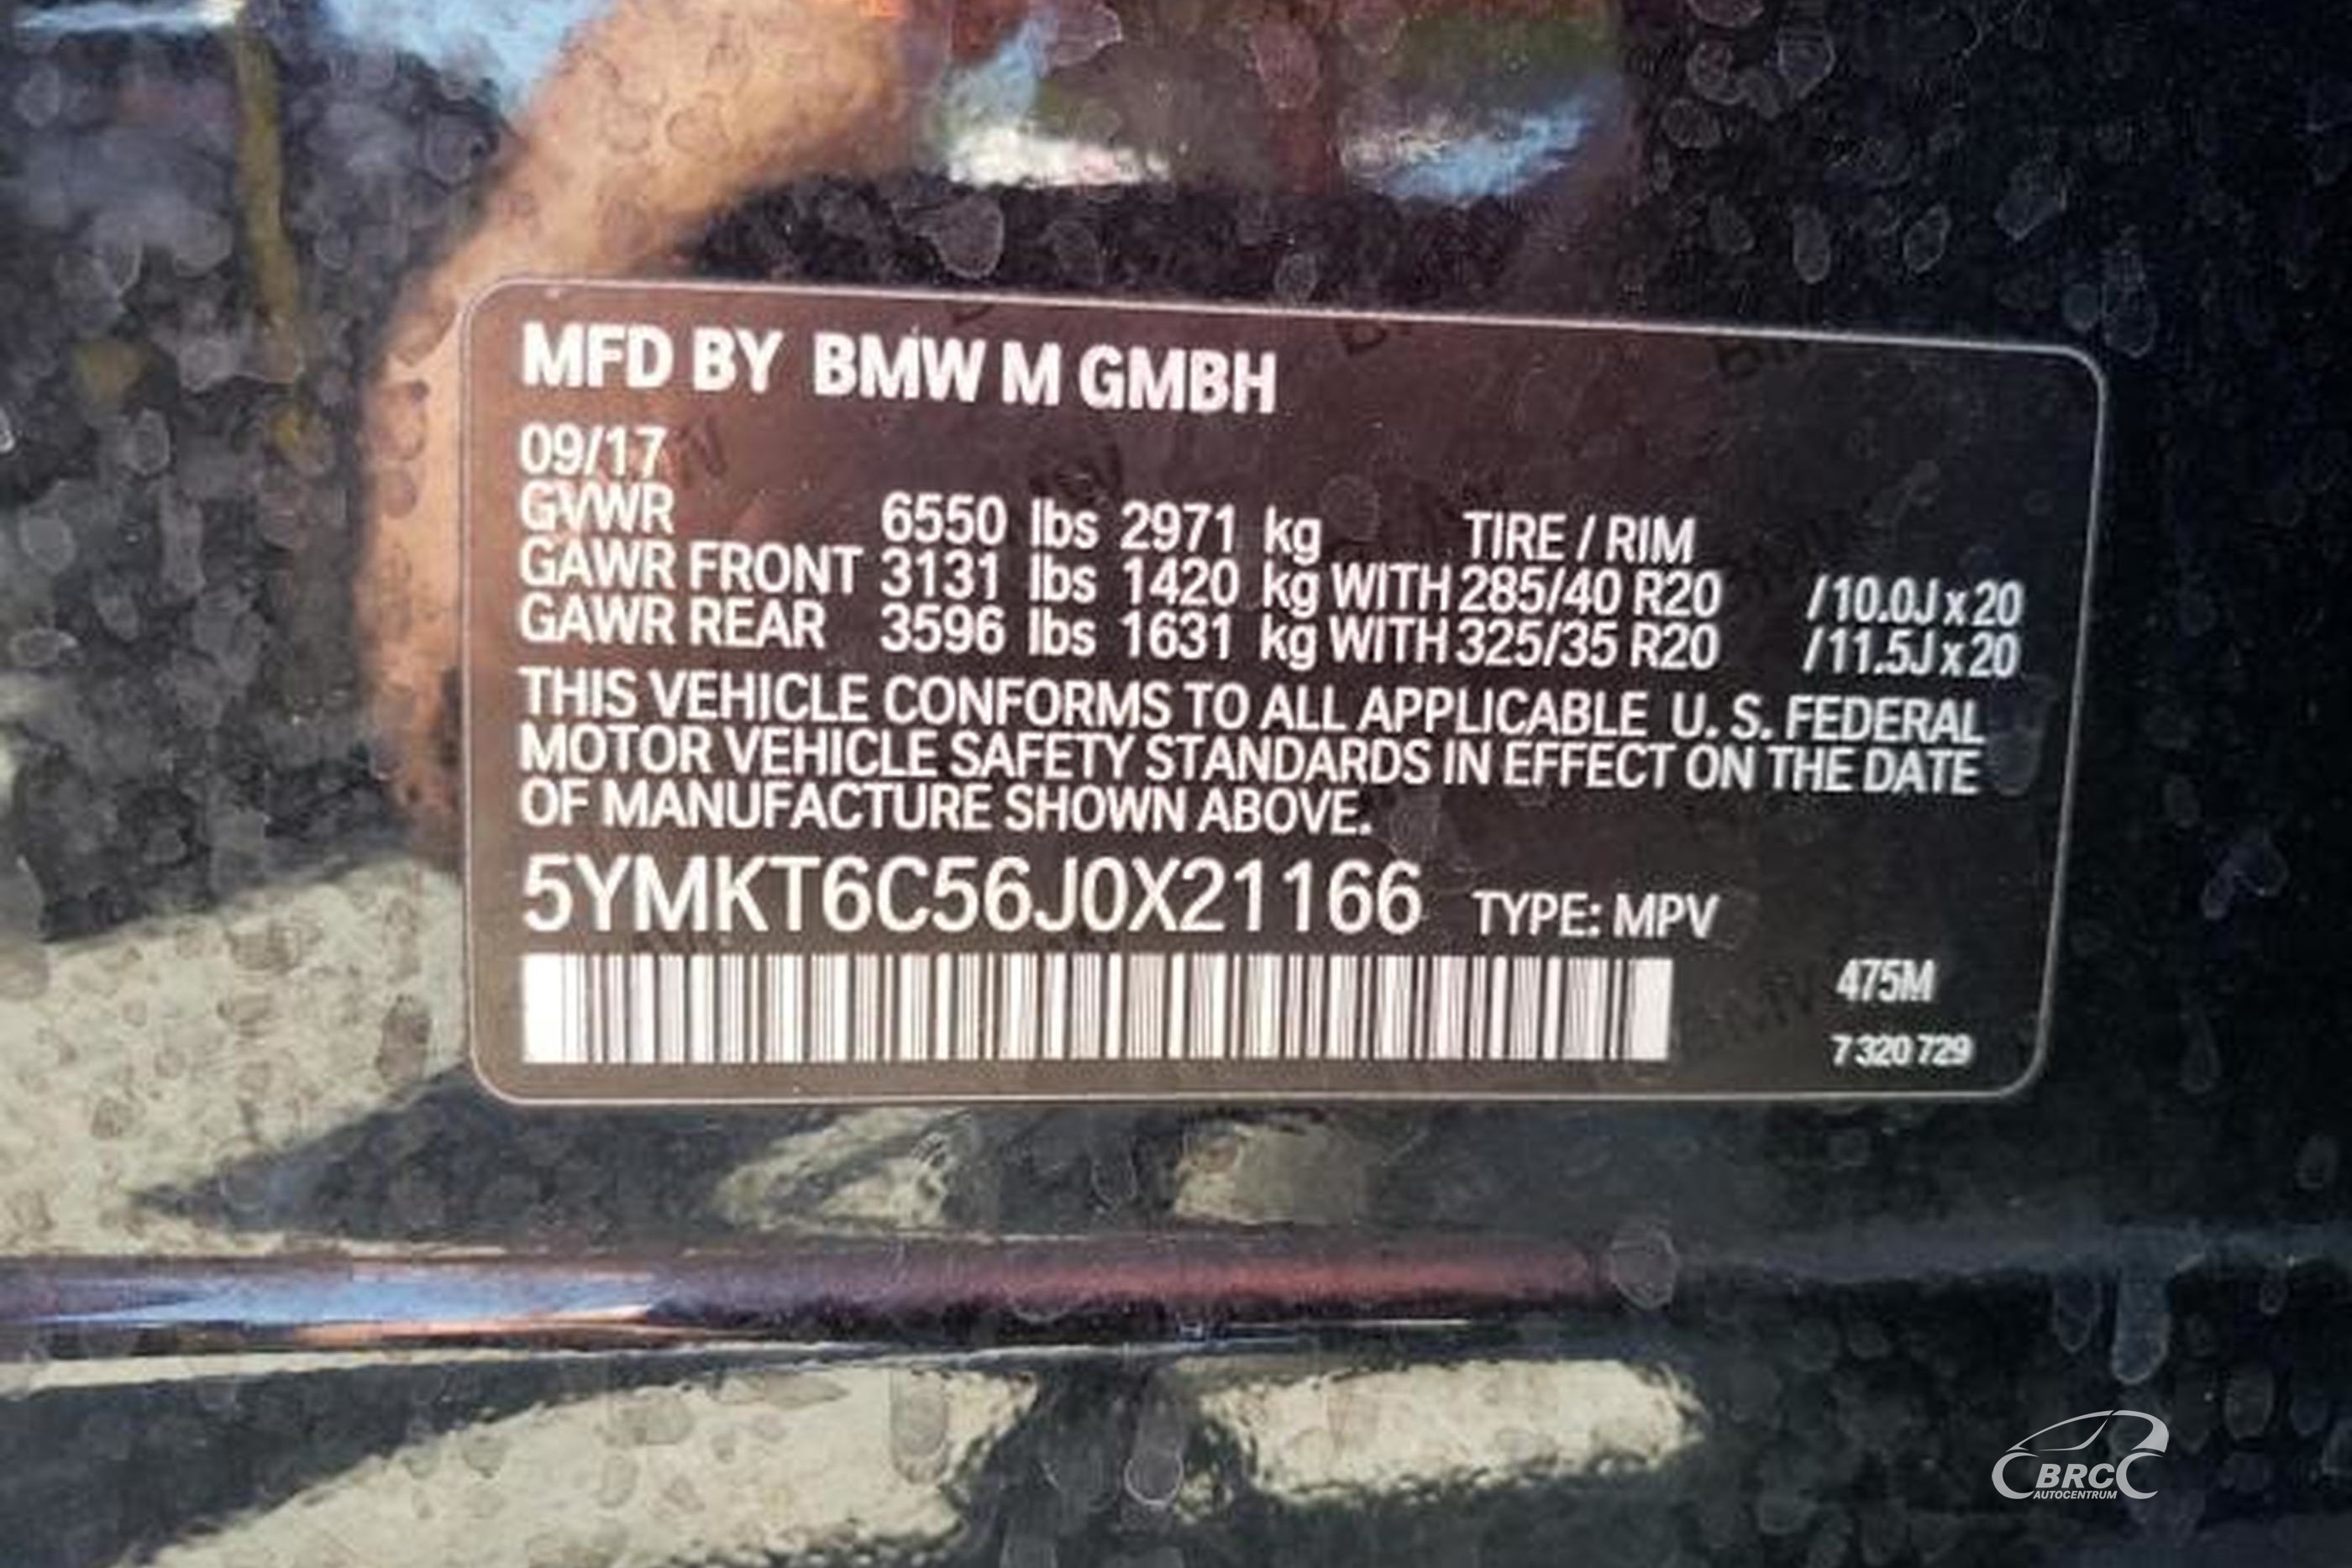 MFD BY BMW M GMBH
09/17
GVWR 6550 lbs 2971 kg TIRE / RIM
GAWR FRONT 3131 lbs 1420 kg WITH 285/40 R20 /10.0J x 20
GAWR REAR 3596 lbs 1631 kg WITH 325/35 R20 /11.5J x 20
THIS VEHICLE CONFORMS TO ALL APPLICABLE U. S. FEDERAL
MOTOR VEHICLE SAFETY STANDARDS IN EFFECT ON THE DATE
OF MANUFACTURE SHOWN ABOVE.
5YMKT6C56J0X21166 TYPE: MPV
475M
7 320 729
BRC
AUTOCENTRUM